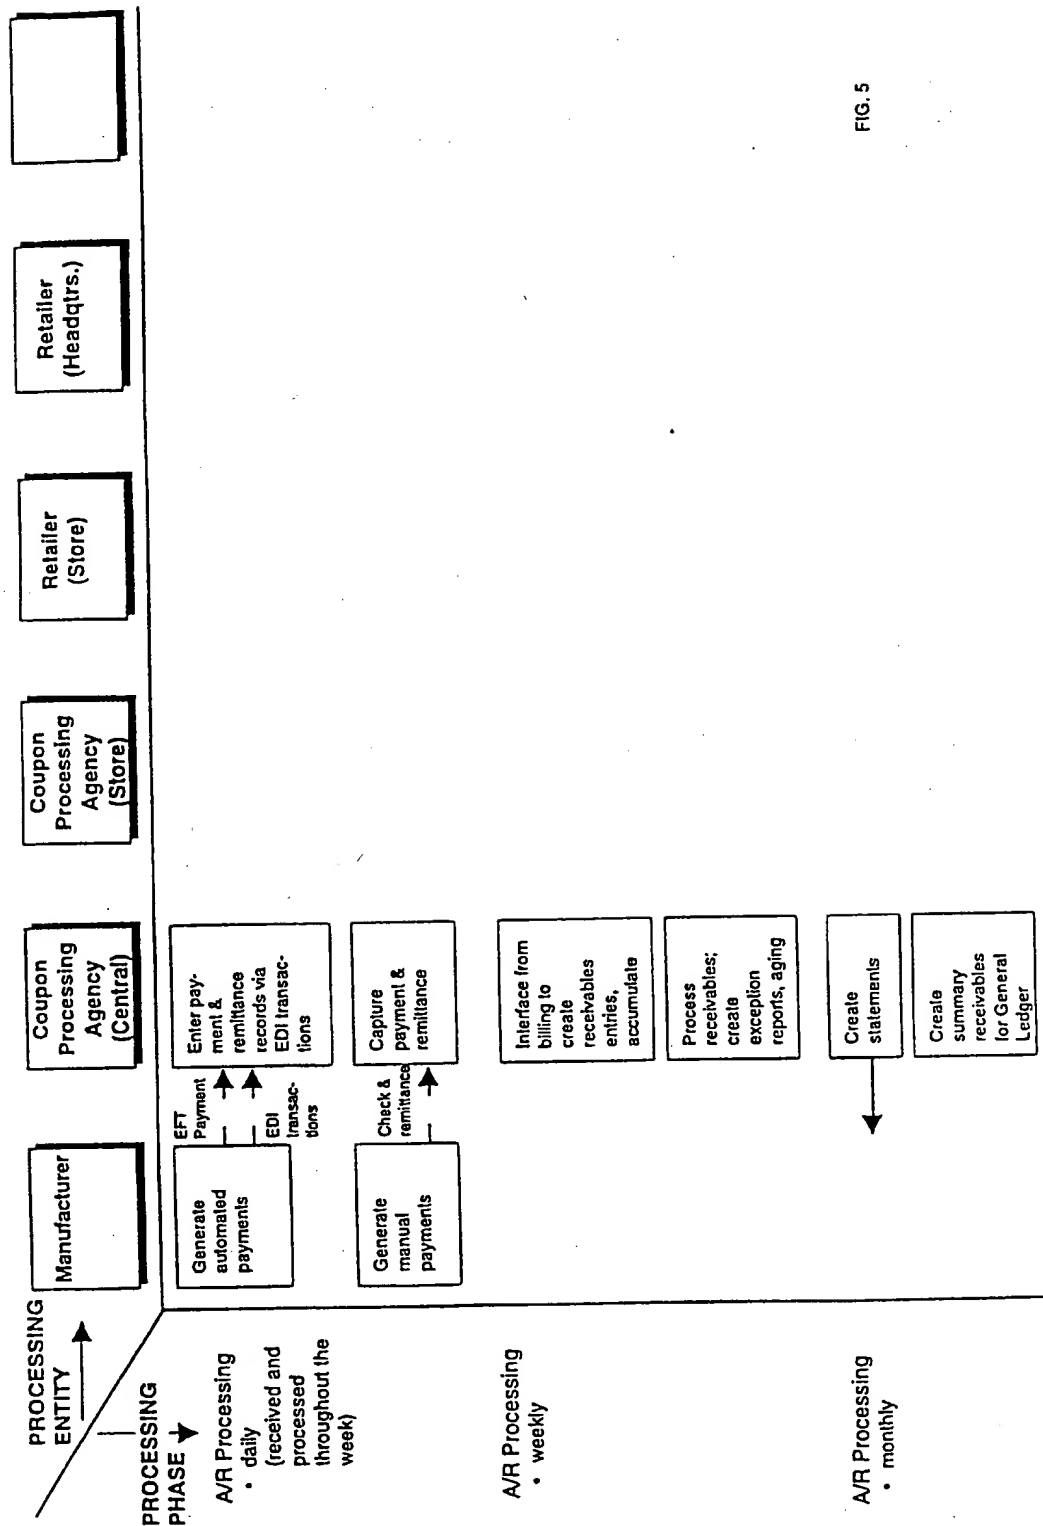 PROCESSING
ENTITY
PROCESSING
PHASE
Manufacturer
Coupon
Processing
Agency
(Central)
Coupon
Processing
Agency
(Store)
Retailer
(Store)
Retailer
(Headqtrs.)
A/R Processing
• daily
(received and
processed
throughout the
week)
Generate
automated
payments
EFT
Payment
EDI
transac-
tions
Enter pay-
ment &
remittance
records via
EDI transac-
tions
Generate
manual
payments
Check &
remittance
Capture
payment &
remittance
A/R Processing
• weekly
Interface from
billing to
create
receivables
entries,
accumulate
Process
receivables;
create
exception
reports, aging
A/R Processing
• monthly
Create
statements
Create
summary
receivables
for General
Ledger
FIG. 5